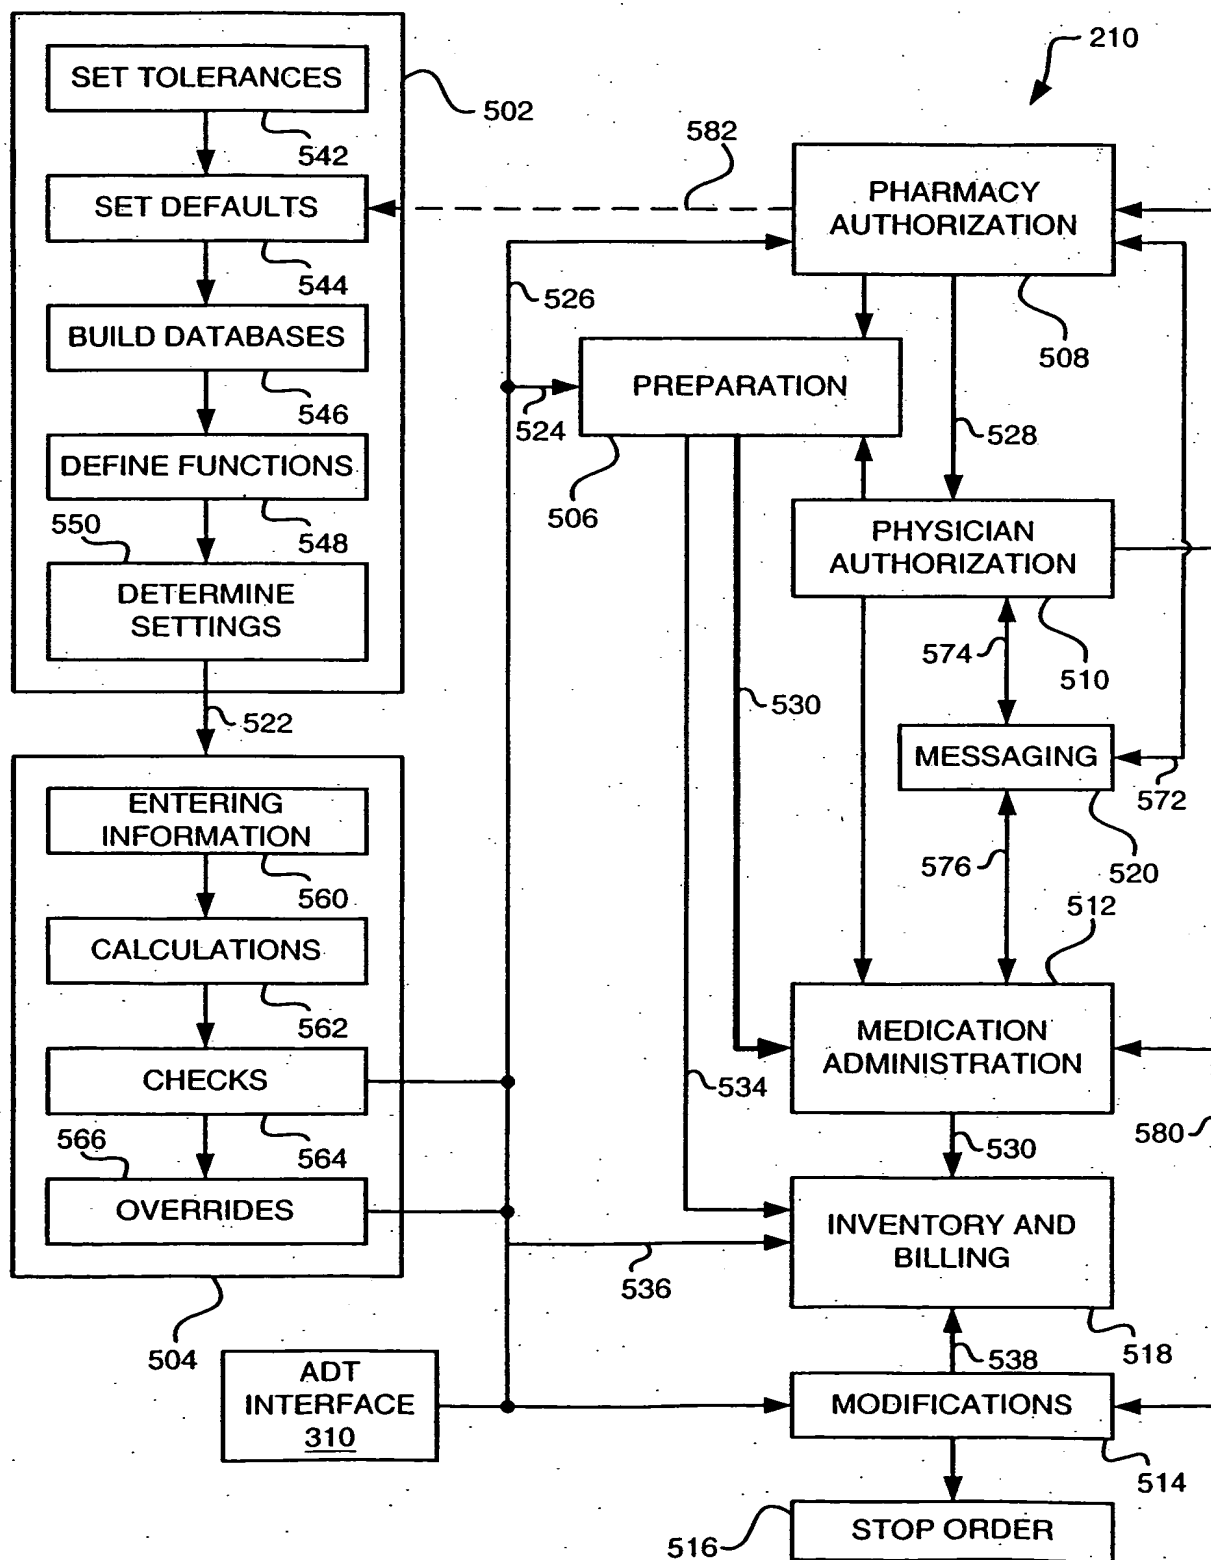 210
SET TOLERANCES
502
542
582
SET DEFAULTS
544
PHARMACY
AUTHORIZATION
526
508
BUILD DATABASES
546
PREPARATION
524
528
506
DEFINE FUNCTIONS
548
550
DETERMINE
SETTINGS
PHYSICIAN
AUTHORIZATION
574
510
522
530
MESSAGING
572
520
576
ENTERING
INFORMATION
560
512
CALCULATIONS
562
MEDICATION
ADMINISTRATION
CHECKS
564
534
580
530
566
OVERRIDES
INVENTORY AND
BILLING
536
504
518
538
ADT
INTERFACE
310
MODIFICATIONS
514
516
STOP ORDER